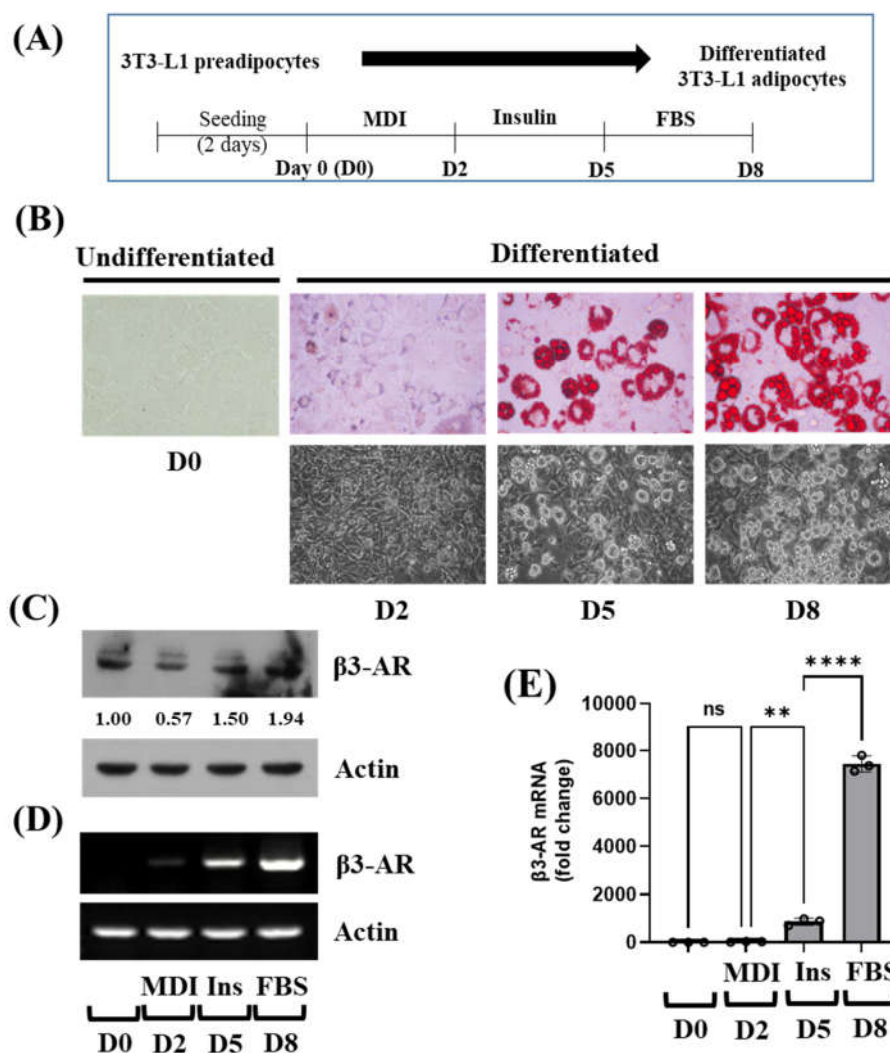 (A)
3T3-L1 preadipocytes
Differentiated
3T3-L1 adipocytes
Seeding
(2 days)
MDI
Insulin
FBS
Day 0 (D0)
D2
D5
D8
(B)
Undifferentiated
Differentiated
D0
D2
D5
D8
(C)
β3-AR
1.00 0.57 1.50 1.94
Actin
(D)
β3-AR
Actin
MDI Ins FBS
D0 D2 D5 D8
(E)
ns
**
****
β3-AR mRNA
(fold change)
10000
8000
6000
4000
2000
0
MDI Ins FBS
D0 D2 D5 D8